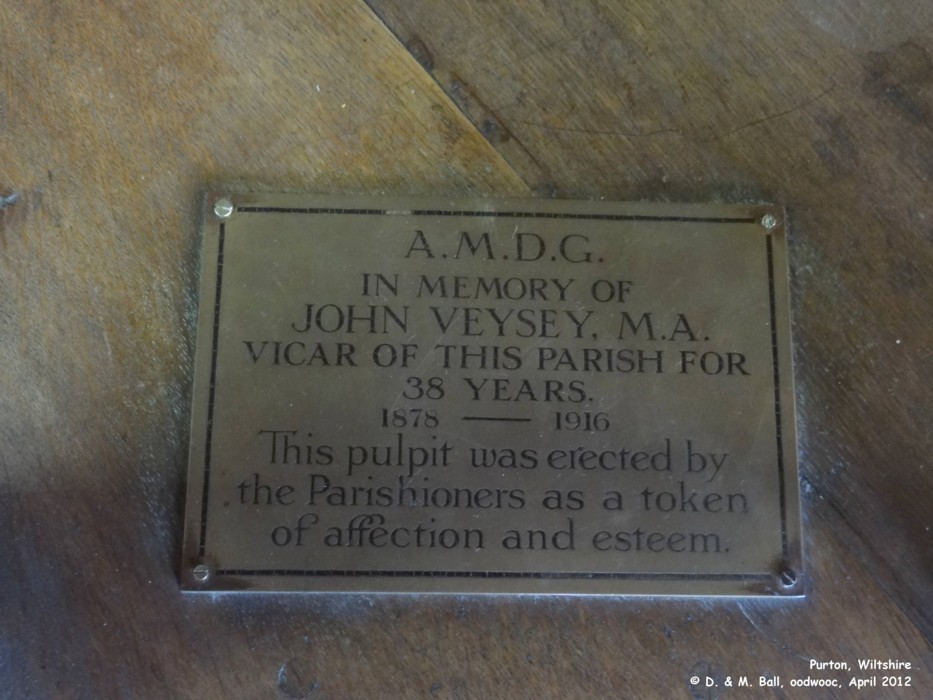 A.M.D.G.
IN MEMORY OF
JOHN VEYSEY, M.A.
VICAR OF THIS PARISH FOR
38 YEARS.
1878 — 1916
This pulpit was erected by
the Parishioners as a token
of affection and esteem.
Purton, Wiltshire
© D. & M. Ball, oodwooc, April 2012